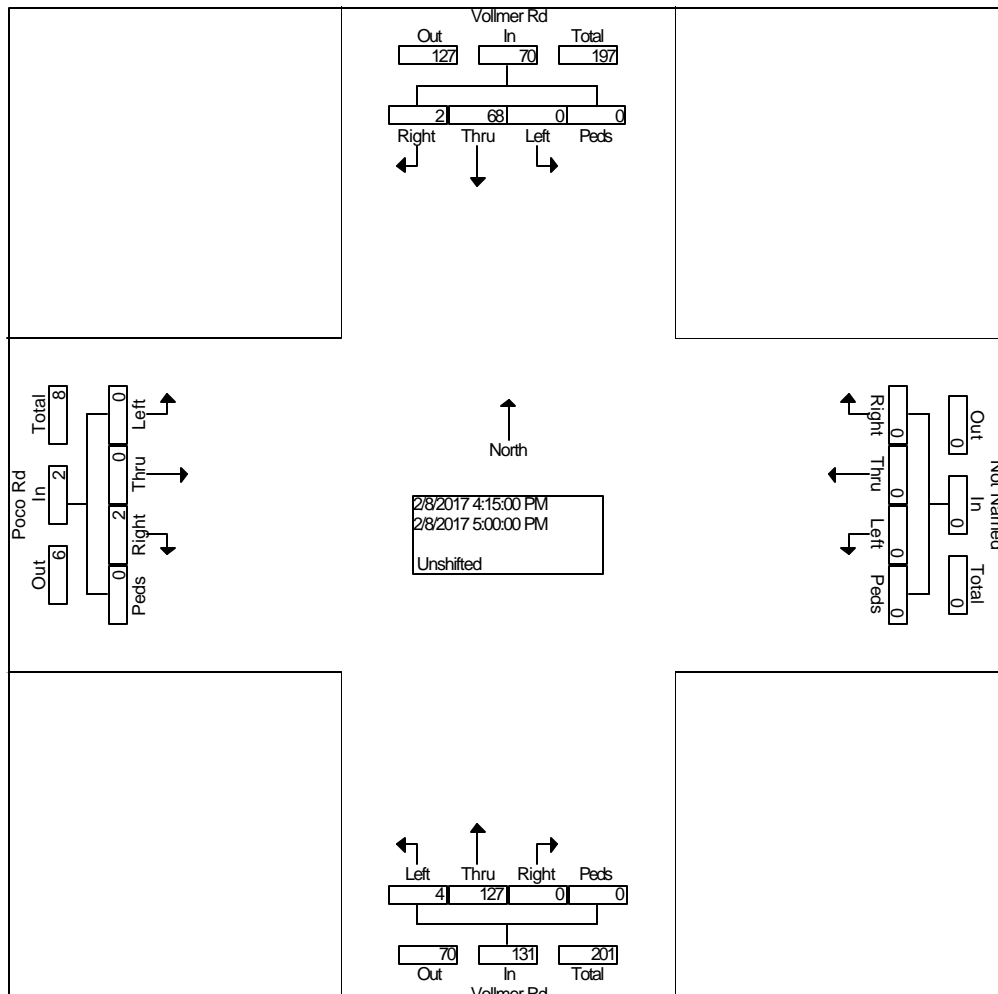 Vollmer Rd
Out In Total
127 70 197
2 68 0 0
Right Thru Left Peds
Poco Rd
Total In Out
8 2 6
0 0 2 0
Left Thru Right Peds
North
2/8/2017 4:15:00 PM
2/8/2017 5:00:00 PM
Unshifted
Right Thru Left Peds
0 0 0 0
Out In Total
0 0 0
Not Named
Left Thru Right Peds
4 127 0 0
70 131 201
Out In Total
Vollmer Rd